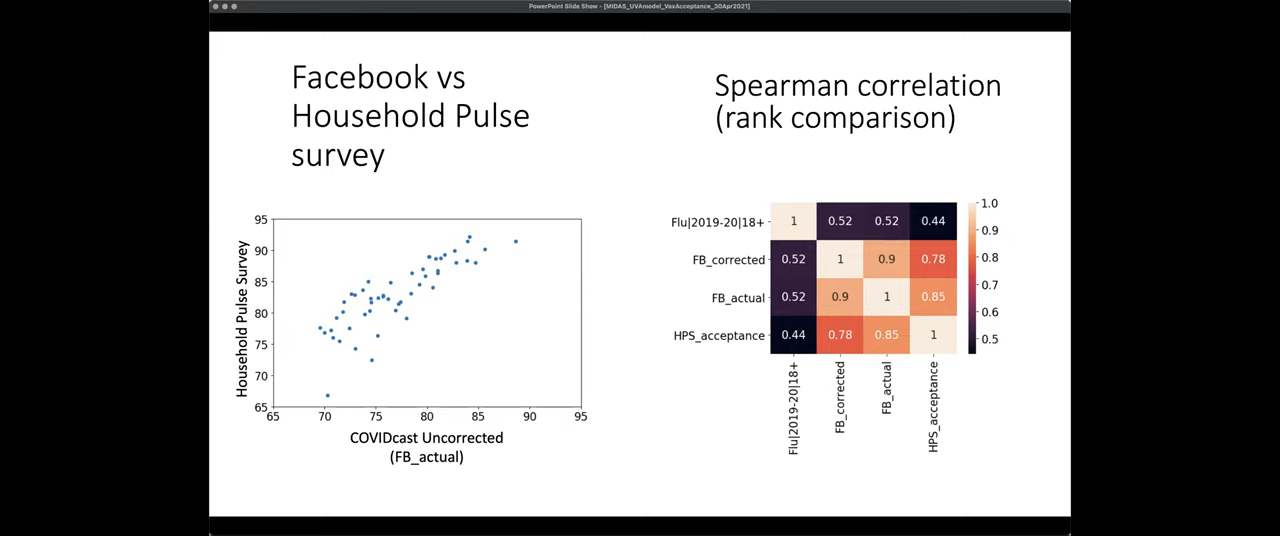 PowerPoint Slide Show - [MIDAS_UVAmodel_VaxAcceptance_30Apr2021]
Facebook vs
Household Pulse
survey
Spearman correlation
(rank comparison)
95
90
85
80
75
70
65
Household Pulse Survey
65 70 75 80 85 90 95
COVIDcast Uncorrected
(FB_actual)
Flu|2019-20|18+ 1 0.52 0.52 0.44
FB_corrected 0.52 1 0.9 0.78
FB_actual 0.52 0.9 1 0.85
HPS_acceptance 0.44 0.78 0.85 1
Flu|2019-20|18+
FB_corrected
FB_actual
HPS_acceptance
1.0
0.9
0.8
0.7
0.6
0.5